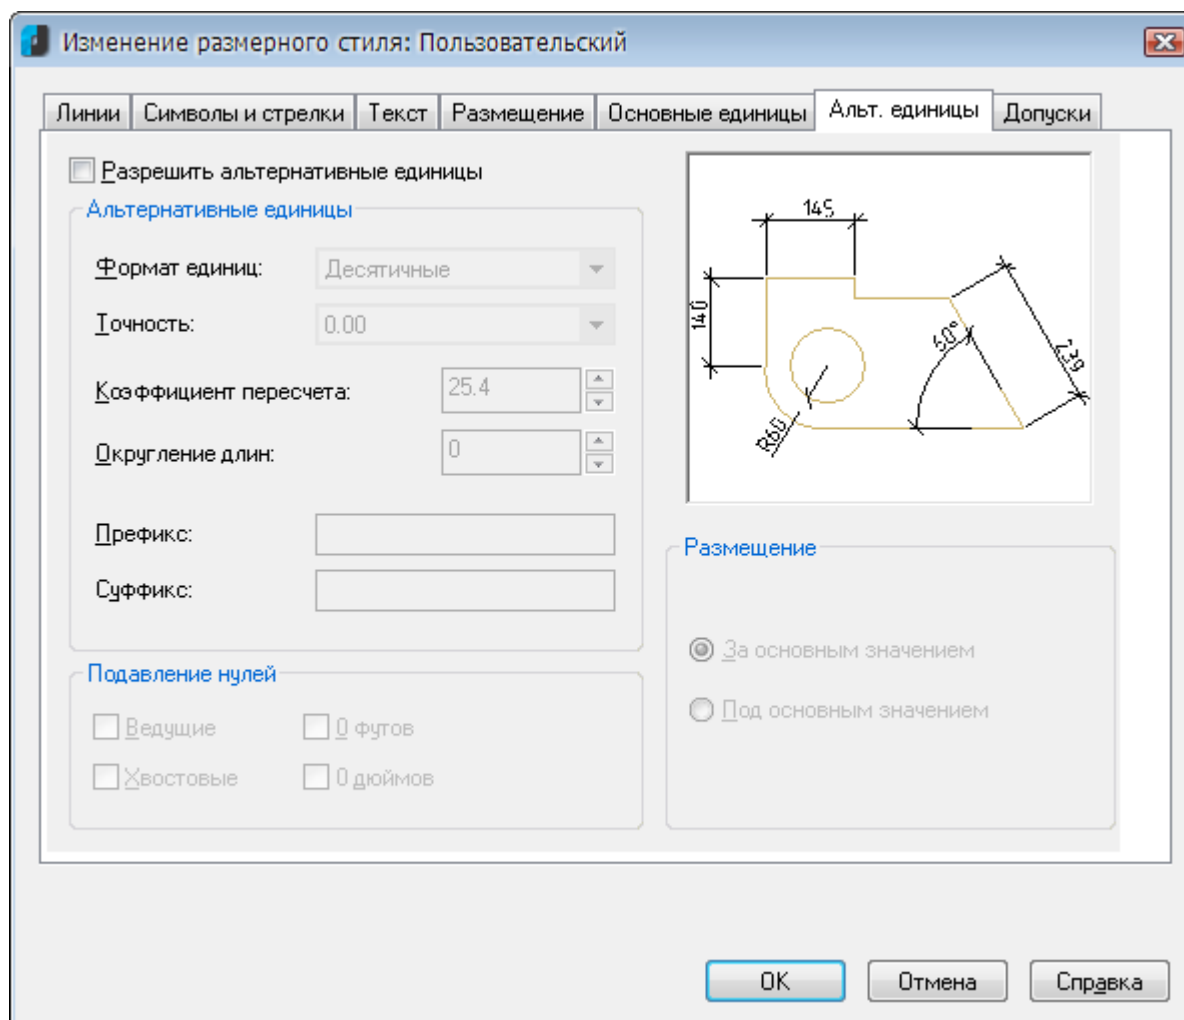 Изменение размерного стиля: Пользовательский
Линии Символы и стрелки Текст Размещение Основные единицы Альт. единицы Допуски
Разрешить альтернативные единицы
Альтернативные единицы
Формат единиц: Десятичные
Точность: 0.00
Коэффициент пересчета: 25.4
Округление длин: 0
Префикс:
Суффикс:
Подавление нулей
Ведущие 0 футов
Хвостовые 0 дюймов
145
140
60°
239
R60
Размещение
За основным значением
Под основным значением
OK Отмена Справка